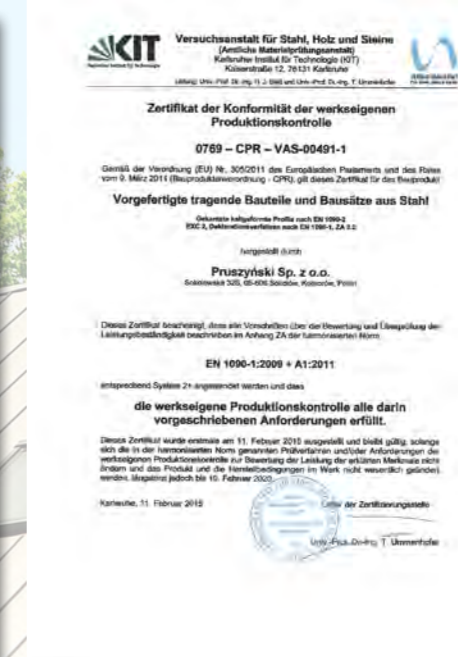 KIT
Versuchsanstalt für Stahl, Holz und Steine
(Amtliche Materialprüfungsanstalt)
Karlsruher Institut für Technologie (KIT)
Kaiserstraße 12, 76131 Karlsruhe
Zertifikat der Konformität der werkseigenen
Produktionskontrolle
0769 – CPR – VAS-00491-1
Gemäß der Verordnung (EU) Nr. 305/2011 des Europäischen Parlaments und des Rates
vom 9. März 2011 (Bauproduktenverordnung - CPR), gilt dieses Zertifikat für das Bauprodukt
Vorgefertigte tragende Bauteile und Bausätze aus Stahl
hergestellt durch
Pruszyński Sp. z o.o.
Dieses Zertifikat bescheinigt, dass alle Vorschriften über die Bewertung und Überprüfung der
Leistungsbeständigkeit beschrieben im Anhang ZA der harmonisierten Norm
EN 1090-1:2009 + A1:2011
entsprechend System 2+ angewendet werden und dass
die werkseigene Produktionskontrolle alle darin
vorgeschriebenen Anforderungen erfüllt.
Dieses Zertifikat wurde erstmals am 11. Februar 2015 ausgestellt und bleibt gültig, solange
sich die in der harmonisierten Norm genannten Prüfverfahren und/oder Anforderungen der
werkseigenen Produktionskontrolle zur Bewertung der Leistung der erklärten Merkmale nicht
ändern und das Produkt und die Herstellbedingungen im Werk nicht wesentlich geändert
werden, längstens jedoch bis 10. Februar 2020.
Karlsruhe, 11. Februar 2015
der Zertifizierungsstelle
T. Ummenhofer